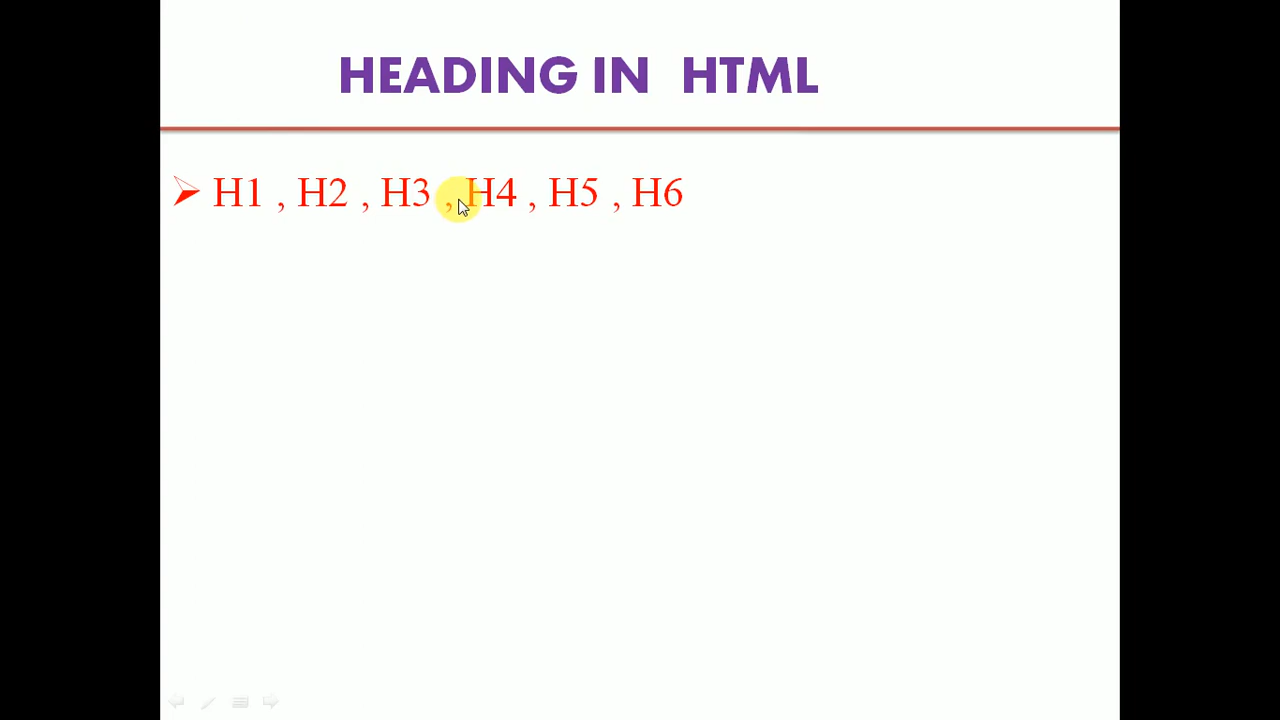 HEADING IN HTML
H1 , H2 , H3 , H4 , H5 , H6